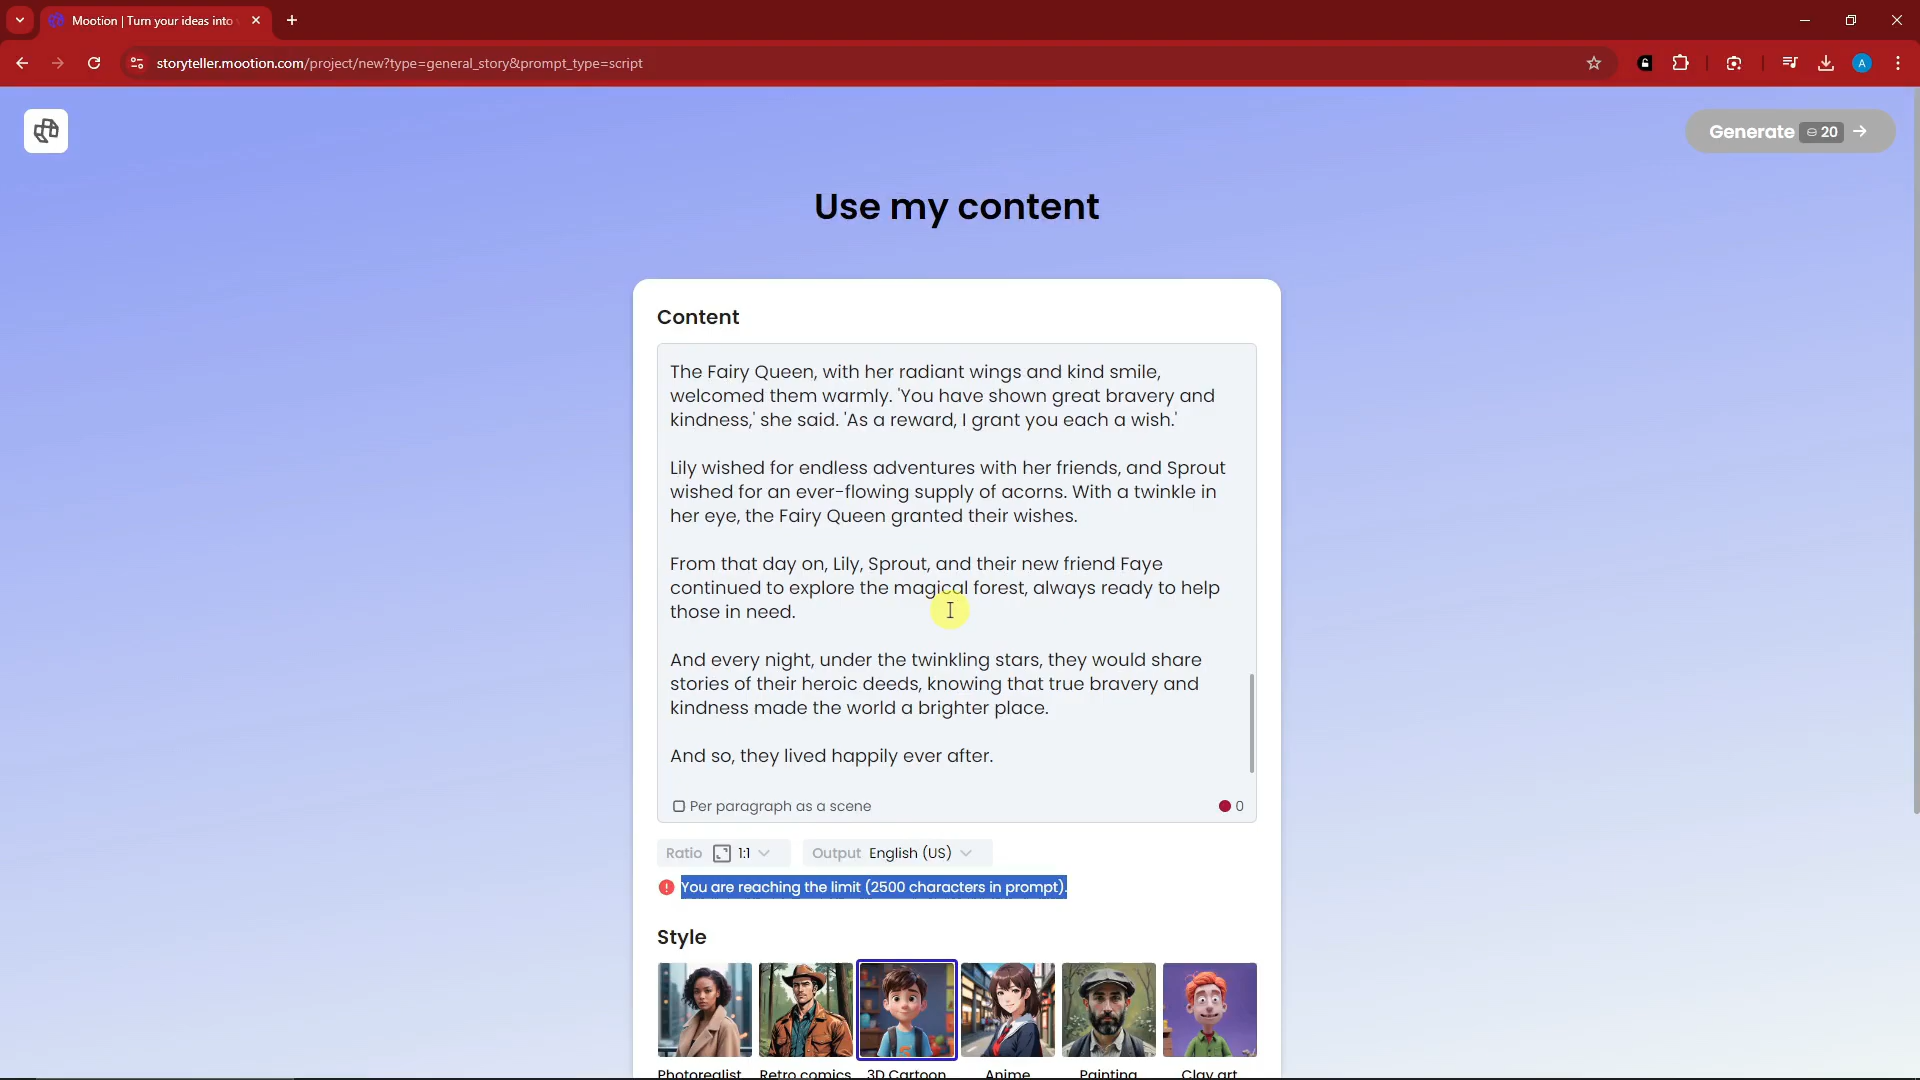 Mootion | Turn your ideas into
storyteller.mootion.com/project/new?type=general_story&prompt_type=script
A
Generate 20
Use my content
Content
The Fairy Queen, with her radiant wings and kind smile,
welcomed them warmly. 'You have shown great bravery and
kindness,' she said. 'As a reward, I grant you each a wish.'
Lily wished for endless adventures with her friends, and Sprout
wished for an ever-flowing supply of acorns. With a twinkle in
her eye, the Fairy Queen granted their wishes.
From that day on, Lily, Sprout, and their new friend Faye
continued to explore the magical forest, always ready to help
those in need.
And every night, under the twinkling stars, they would share
stories of their heroic deeds, knowing that true bravery and
kindness made the world a brighter place.
And so, they lived happily ever after.
Per paragraph as a scene 0
Ratio 1:1 Output English (US)
You are reaching the limit (2500 characters in prompt).
Style
Photorealist Retro comics 3D Cartoon Anime Painting Clay art